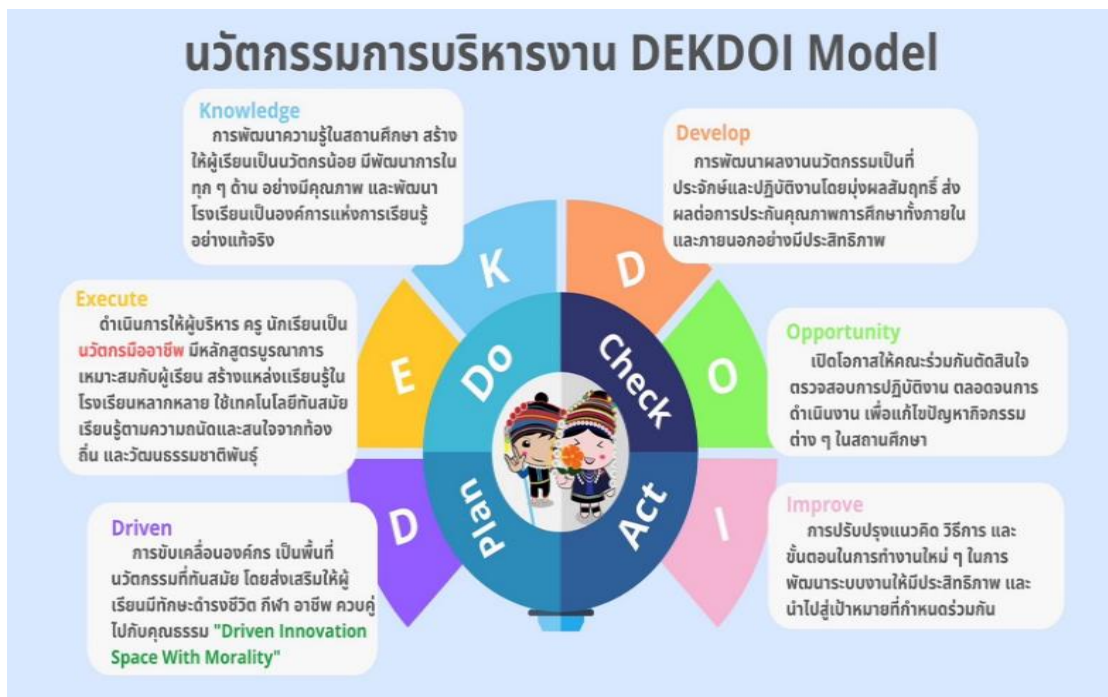 นวัตกรรมการบริหารงาน DEKDOI Model
Knowledge
การพัฒนาความรู้ในสถานศึกษา สร้าง
ให้ผู้เรียนเป็นนวัตกรน้อย มีพัฒนาการใน
ทุก ๆ ด้าน อย่างมีคุณภาพ และพัฒนา
โรงเรียนเป็นองค์การแห่งการเรียนรู้
อย่างแท้จริง
Develop
การพัฒนาผลงานนวัตกรรมเป็นที่
ประจักษ์และปฏิบัติงานโดยมุ่งผลสัมฤทธิ์ ส่ง
ผลต่อการประกันคุณภาพการศึกษาทั้งภายใน
และภายนอกอย่างมีประสิทธิภาพ
Execute
ดำเนินการให้ผู้บริหาร ครู นักเรียนเป็น
นวัตกรมืออาชีพ มีหลักสูตรบูรณาการ
เหมาะสมกับผู้เรียน สร้างแหล่งเรียนรู้ใน
โรงเรียนหลากหลาย ใช้เทคโนโลยีทันสมัย
เรียนรู้ตามความถนัดและสนใจจากท้อง
ถิ่น และวัฒนธรรมชาติพันธุ์
Opportunity
เปิดโอกาสให้คณะร่วมกันตัดสินใจ
ตรวจสอบการปฏิบัติงาน ตลอดจนการ
ดำเนินงาน เพื่อแก้ไขปัญหากิจกรรม
ต่าง ๆ ในสถานศึกษา
Driven
การขับเคลื่อนองค์กร เป็นพื้นที่
นวัตกรรมที่ทันสมัย โดยส่งเสริมให้ผู้
เรียนมีทักษะดำรงชีวิต กีฬา อาชีพ ควบคู่
ไปกับคุณธรรม "Driven Innovation
Space With Morality"
Improve
การปรับปรุงแนวคิด วิธีการ และ
ขั้นตอนในการทำงานใหม่ ๆ ในการ
พัฒนาระบบงานให้มีประสิทธิภาพ และ
นำไปสู่เป้าหมายที่กำหนดร่วมกัน
D
E
K
D
O
I
Plan
Do
Check
Act